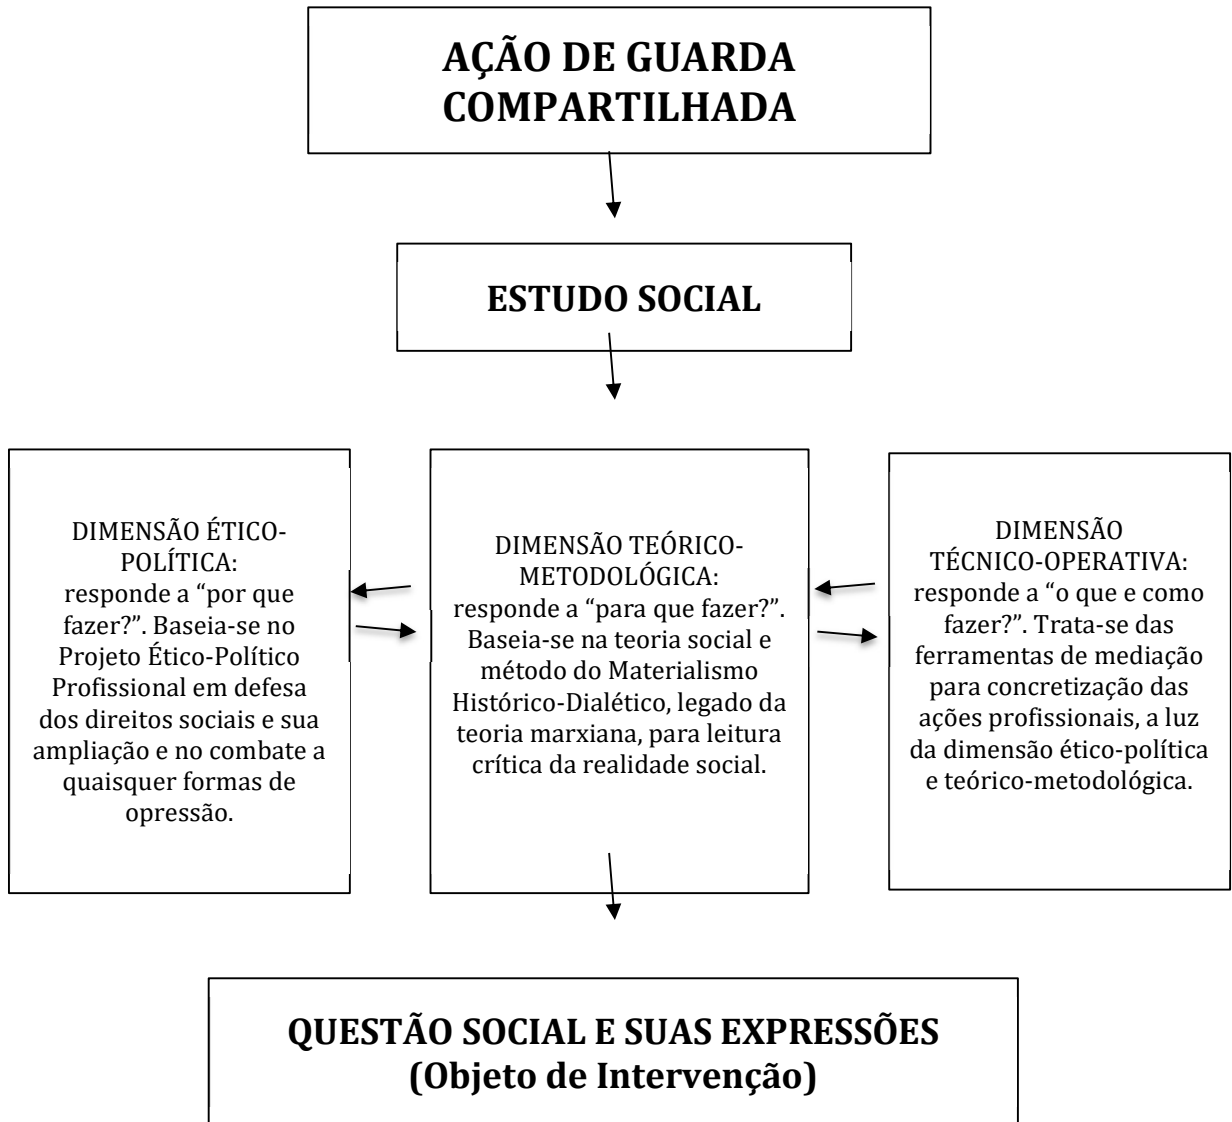 AÇÃO DE GUARDA
COMPARTILHADA
ESTUDO SOCIAL
DIMENSÃO ÉTICO-
POLÍTICA:
responde a “por que
fazer?”. Baseia-se no
Projeto Ético-Político
Profissional em defesa
dos direitos sociais e sua
ampliação e no combate a
quaisquer formas de
opressão.
DIMENSÃO TEÓRICO-
METODOLÓGICA:
responde a “para que fazer?”.
Baseia-se na teoria social e
método do Materialismo
Histórico-Dialético, legado da
teoria marxiana, para leitura
crítica da realidade social.
DIMENSÃO
TÉCNICO-OPERATIVA:
responde a “o que e como
fazer?”. Trata-se das
ferramentas de mediação
para concretização das
ações profissionais, a luz
da dimensão ético-política
e teórico-metodológica.
QUESTÃO SOCIAL E SUAS EXPRESSÕES
(Objeto de Intervenção)